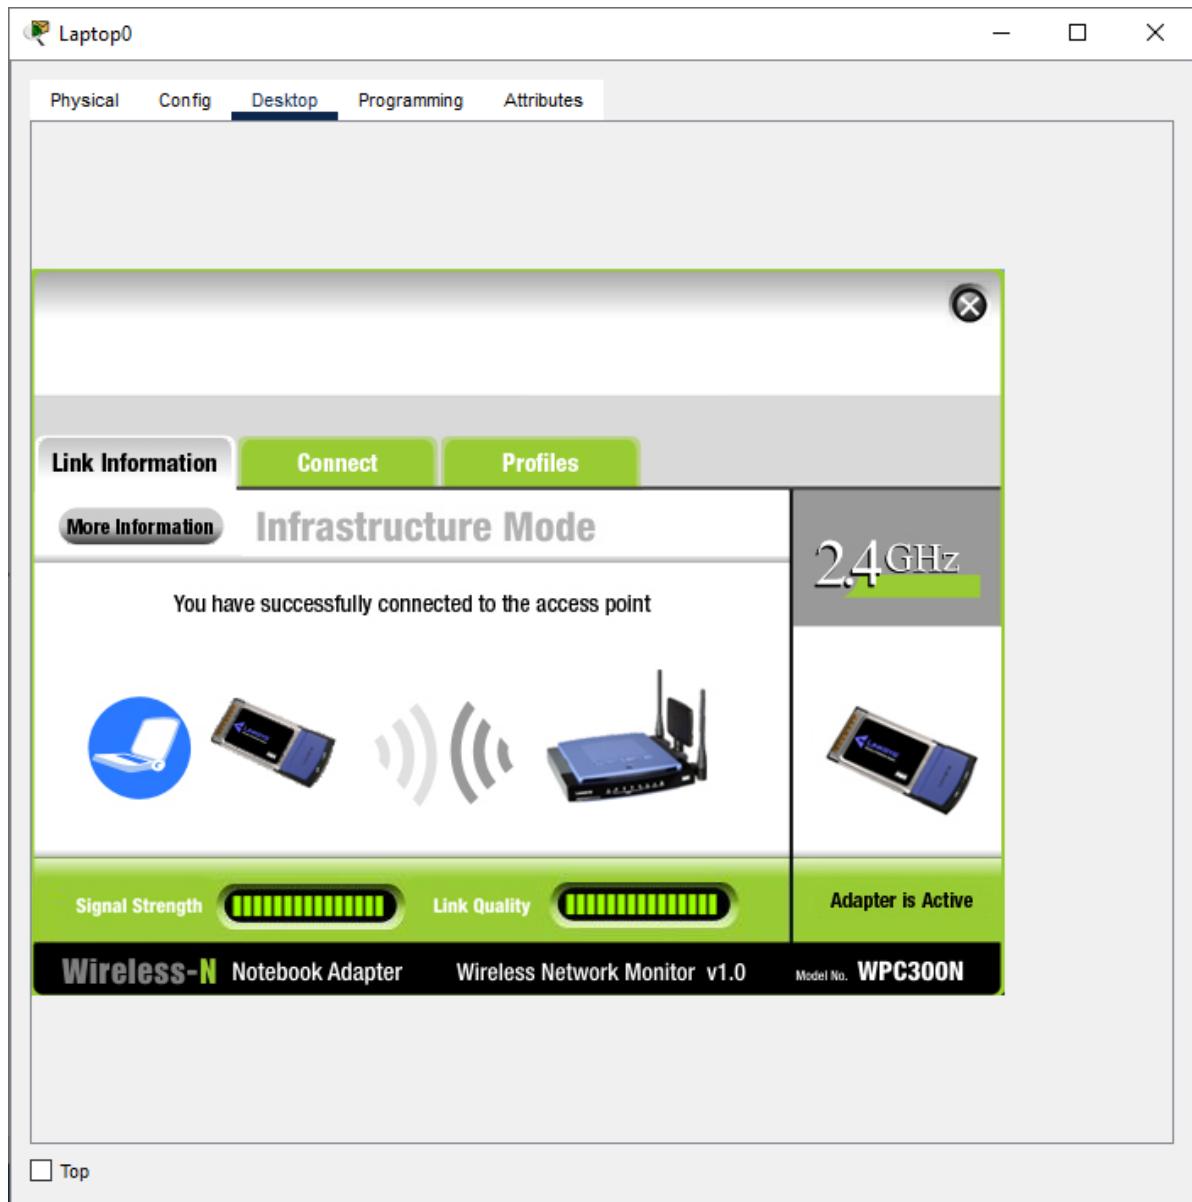 Laptop0
Physical Config Desktop Programming Attributes
Link Information Connect Profiles
More Information Infrastructure Mode
2.4GHz
You have successfully connected to the access point
Signal Strength Link Quality Adapter is Active
Wireless-N Notebook Adapter Wireless Network Monitor v1.0 Model No. WPC300N
Top